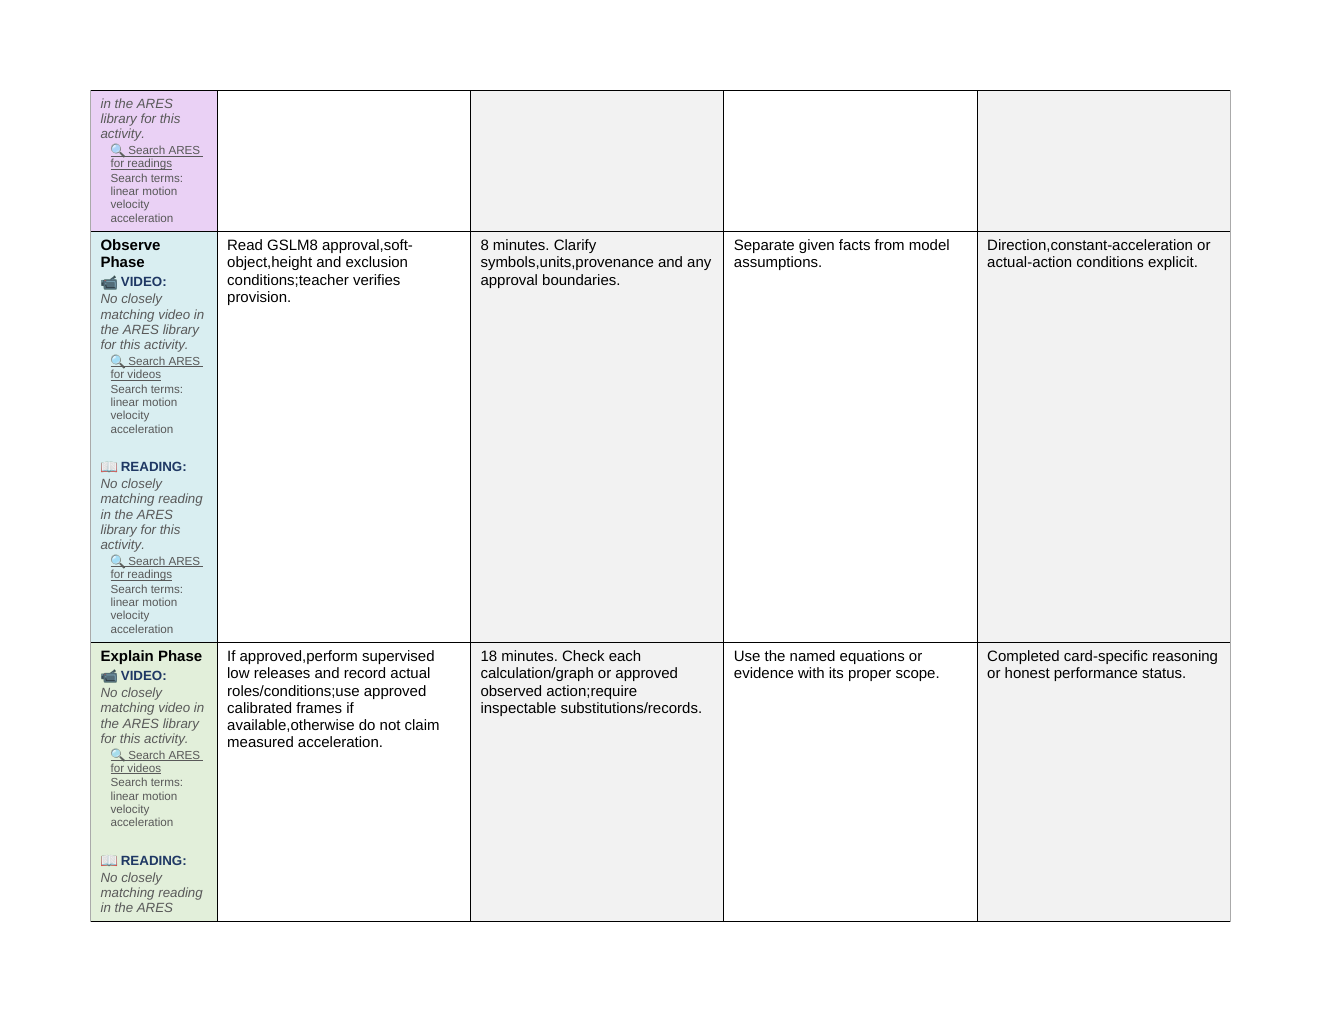 in the ARES
library for this
activity.
🔍 Search ARES
for readings
Search terms:
linear motion
velocity
acceleration
Observe
Phase
📹 VIDEO:
No closely
matching video in
the ARES library
for this activity.
🔍 Search ARES
for videos
Search terms:
linear motion
velocity
acceleration
📖 READING:
No closely
matching reading
in the ARES
library for this
activity.
🔍 Search ARES
for readings
Search terms:
linear motion
velocity
acceleration
Read GSLM8 approval,soft-
object,height and exclusion
conditions;teacher verifies
provision.
8 minutes. Clarify
symbols,units,provenance and any
approval boundaries.
Separate given facts from model
assumptions.
Direction,constant-acceleration or
actual-action conditions explicit.
Explain Phase
📹 VIDEO:
No closely
matching video in
the ARES library
for this activity.
🔍 Search ARES
for videos
Search terms:
linear motion
velocity
acceleration
📖 READING:
No closely
matching reading
in the ARES
If approved,perform supervised
low releases and record actual
roles/conditions;use approved
calibrated frames if
available,otherwise do not claim
measured acceleration.
18 minutes. Check each
calculation/graph or approved
observed action;require
inspectable substitutions/records.
Use the named equations or
evidence with its proper scope.
Completed card-specific reasoning
or honest performance status.